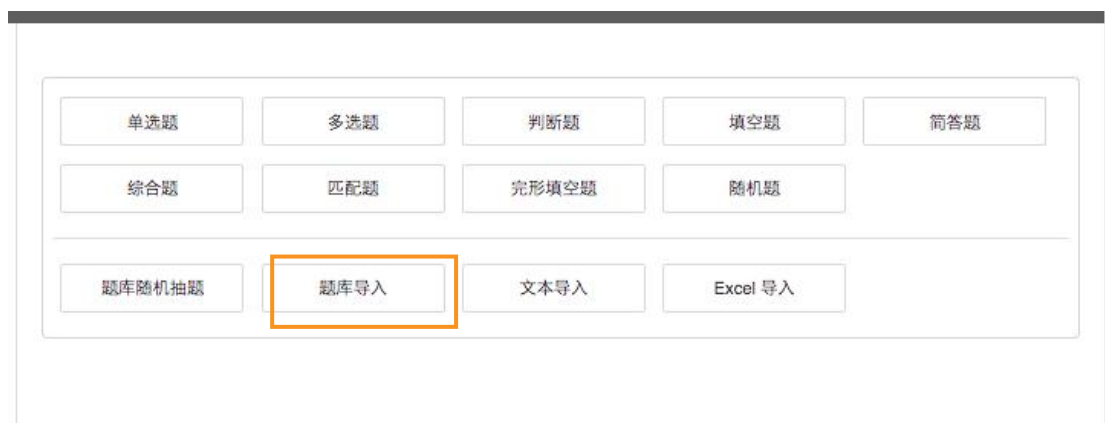 单选题 多选题 判断题 填空题 简答题
综合题 匹配题 完形填空题 随机题
题库随机抽题 题库导入 文本导入 Excel 导入